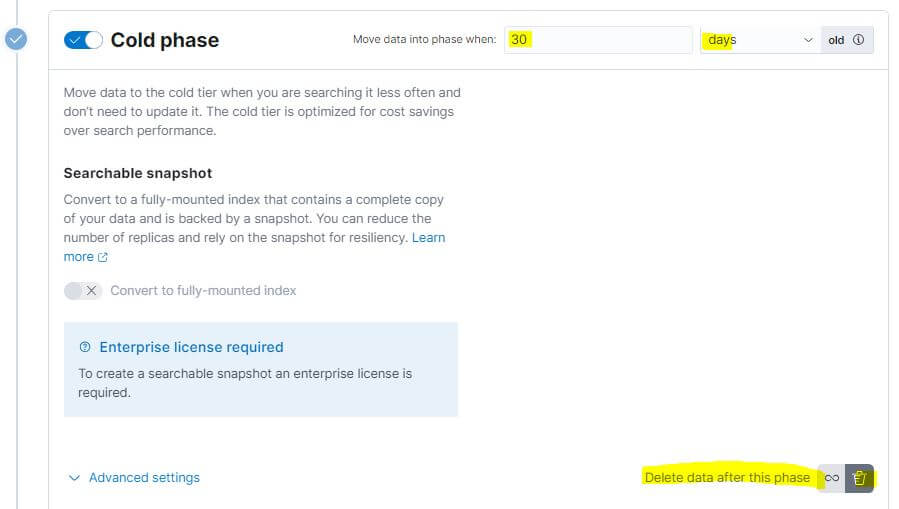 Cold phase
Move data into phase when: 30 days old
Move data to the cold tier when you are searching it less often and
don't need to update it. The cold tier is optimized for cost savings
over search performance.
Searchable snapshot
Convert to a fully-mounted index that contains a complete copy
of your data and is backed by a snapshot. You can reduce the
number of replicas and rely on the snapshot for resiliency. Learn
more
Convert to fully-mounted index
Enterprise license required
To create a searchable snapshot an enterprise license is
required.
Advanced settings
Delete data after this phase